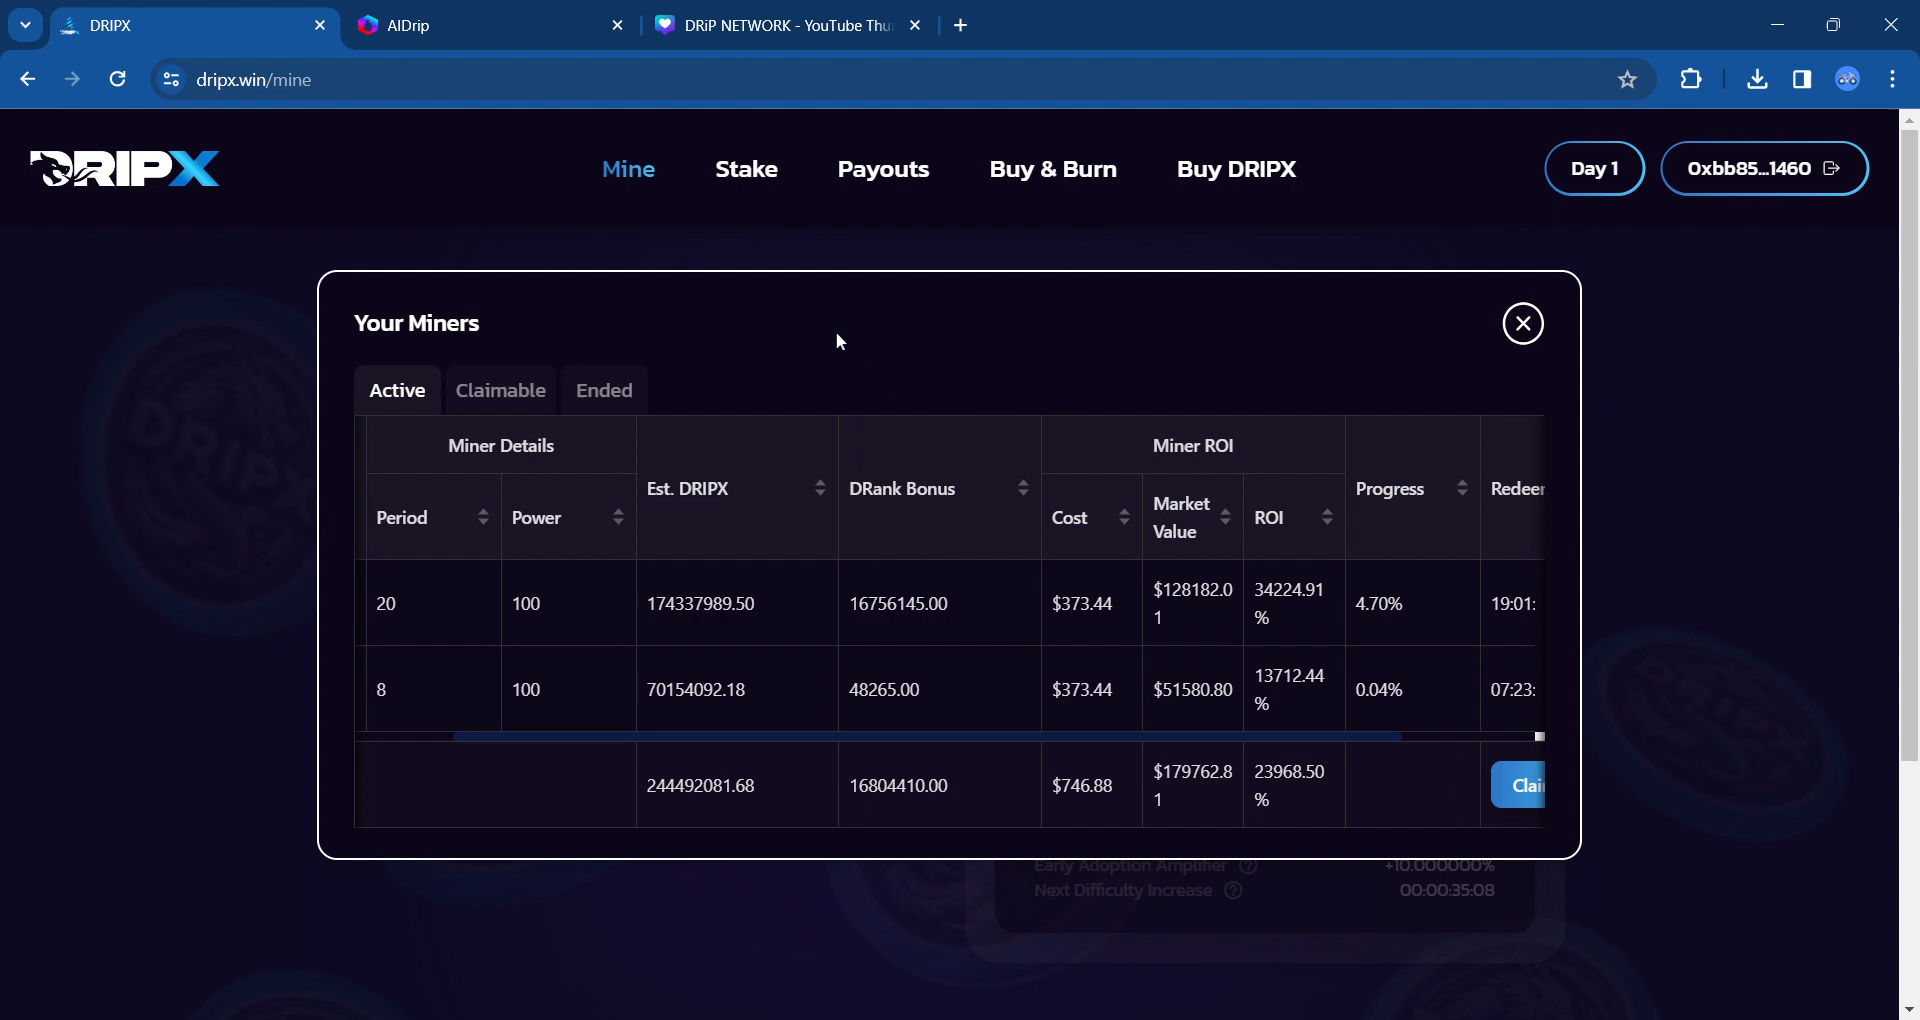 DRIPX
AIDrip
DRiP NETWORK - YouTube Thu
dripx.win/mine
DRIPX
Mine
Stake
Payouts
Buy & Burn
Buy DRIPX
Day 1
0xbb85...1460
Your Miners
Active
Claimable
Ended
Miner Details
Est. DRIPX
DRank Bonus
Miner ROI
Progress
Redeer
Period
Power
Cost
Market
Value
ROI
20
100
174337989.50
16756145.00
$373.44
$128182.0
1
34224.91
%
4.70%
19:01:
8
100
70154092.18
48265.00
$373.44
$51580.80
13712.44
%
0.04%
07:23:
244492081.68
16804410.00
$746.88
$179762.8
1
23968.50
%
Clai
Early Adoption Amplifier
+10.000000%
Next Difficulty Increase
00:00:35:08
DRIPX